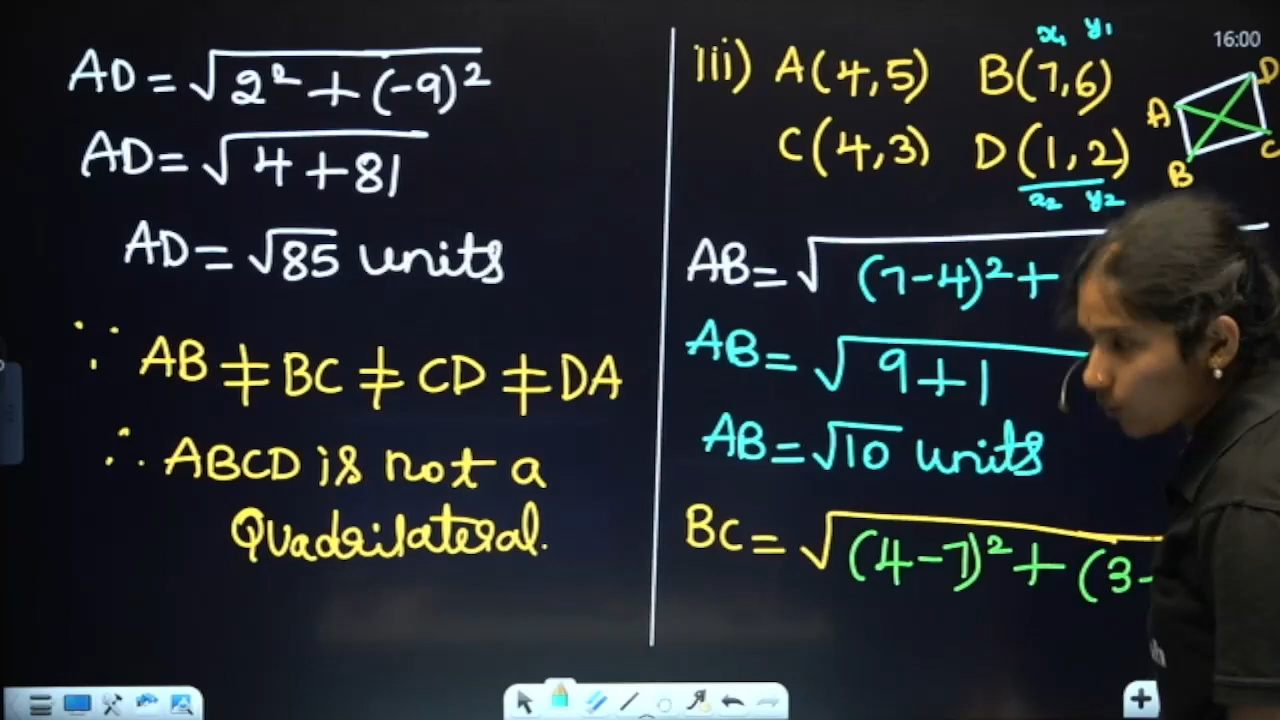 AD = √2² + (-9)²
AD = √4 + 81
AD = √85 units
∵ AB ≠ BC ≠ CD ≠ DA
∴ ABCD is not a
Quadrilateral.
16:00
x₁ y₁
iii) A(4,5) B(7,6)
C(4,3) D(1,2)
x₂ y₂
A
B
C
D
AB = √(7-4)² +
AB = √9+1
AB = √10 units
BC = √(4-7)² + (3-